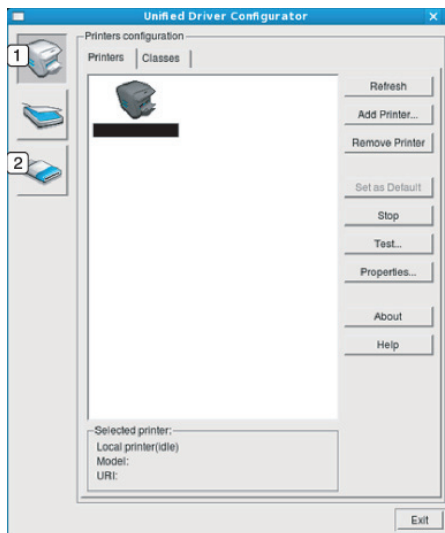 Unified Driver Configurator
1
2
Printers configuration
Printers
Classes
Refresh
Add Printer...
Remove Printer
Set as Default
Stop
Test...
Properties...
About
Help
Selected printer:
Local printer(idle)
Model:
URI:
Exit